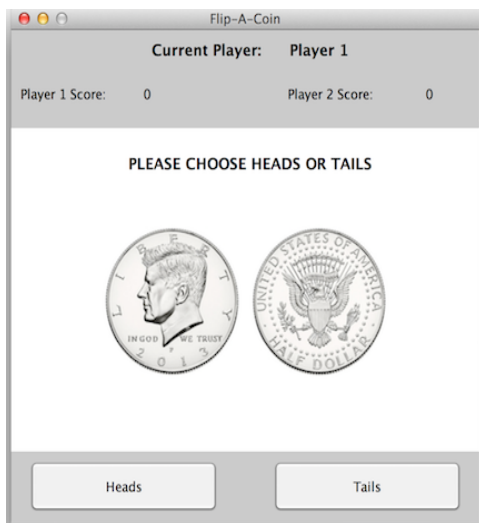 Flip-A-Coin
Current Player: Player 1
Player 1 Score: 0 Player 2 Score: 0
PLEASE CHOOSE HEADS OR TAILS
LIBERTY
IN GOD WE TRUST
2013
UNITED STATES OF AMERICA
HALF DOLLAR
Heads Tails